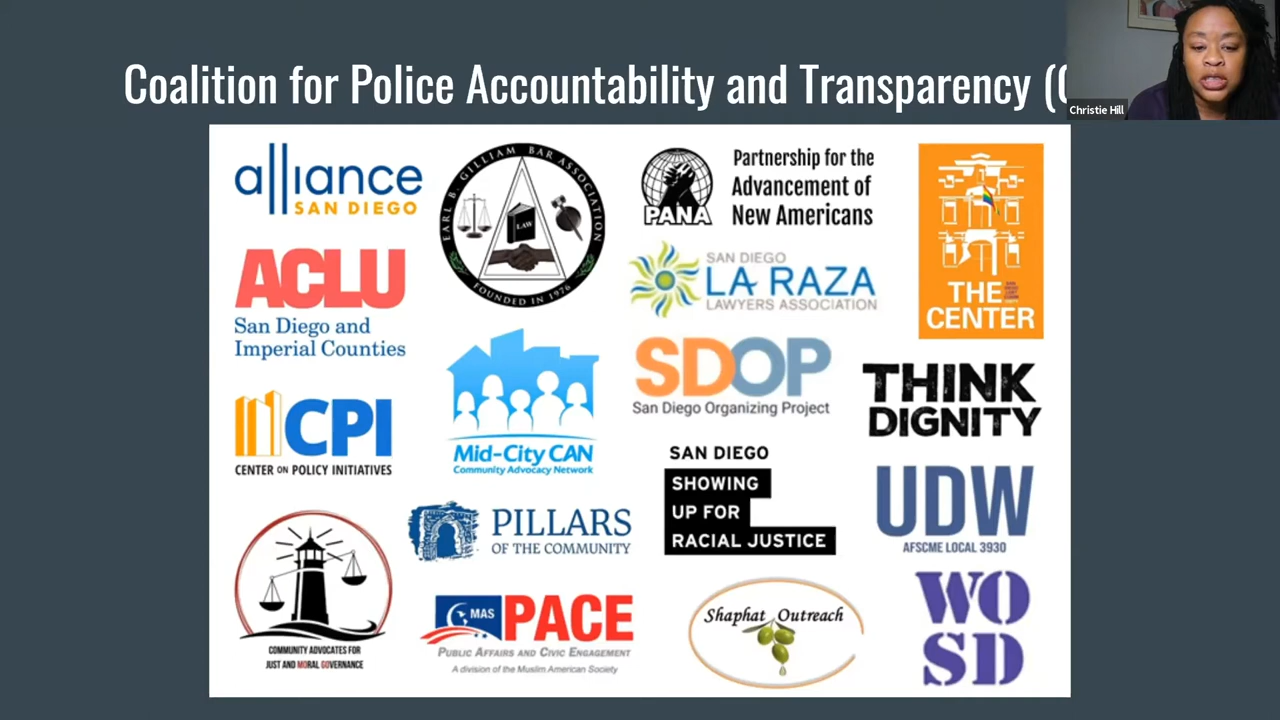 Coalition for Police Accountability and Transparency (
Christie Hill
alliance
SAN DIEGO
EARL B. GILLIAM BAR ASSOCIATION
LAW
FOUNDED IN 1976
PANA
Partnership for the
Advancement of
New Americans
THE
CENTER
ACLU
San Diego and
Imperial Counties
SAN DIEGO
LA RAZA
LAWYERS ASSOCIATION
Mid-City CAN
Community Advocacy Network
SDOP
San Diego Organizing Project
THINK
DIGNITY
CPI
CENTER ON POLICY INITIATIVES
SAN DIEGO
SHOWING
UP FOR
RACIAL JUSTICE
PILLARS
OF THE COMMUNITY
UDW
AFSCME LOCAL 3930
COMMUNITY ADVOCATES FOR
JUST AND MORAL GOVERNANCE
MAS
PACE
PUBLIC AFFAIRS AND CIVIC ENGAGEMENT
A division of the Muslim American Society
Shaphat Outreach
WO
SD